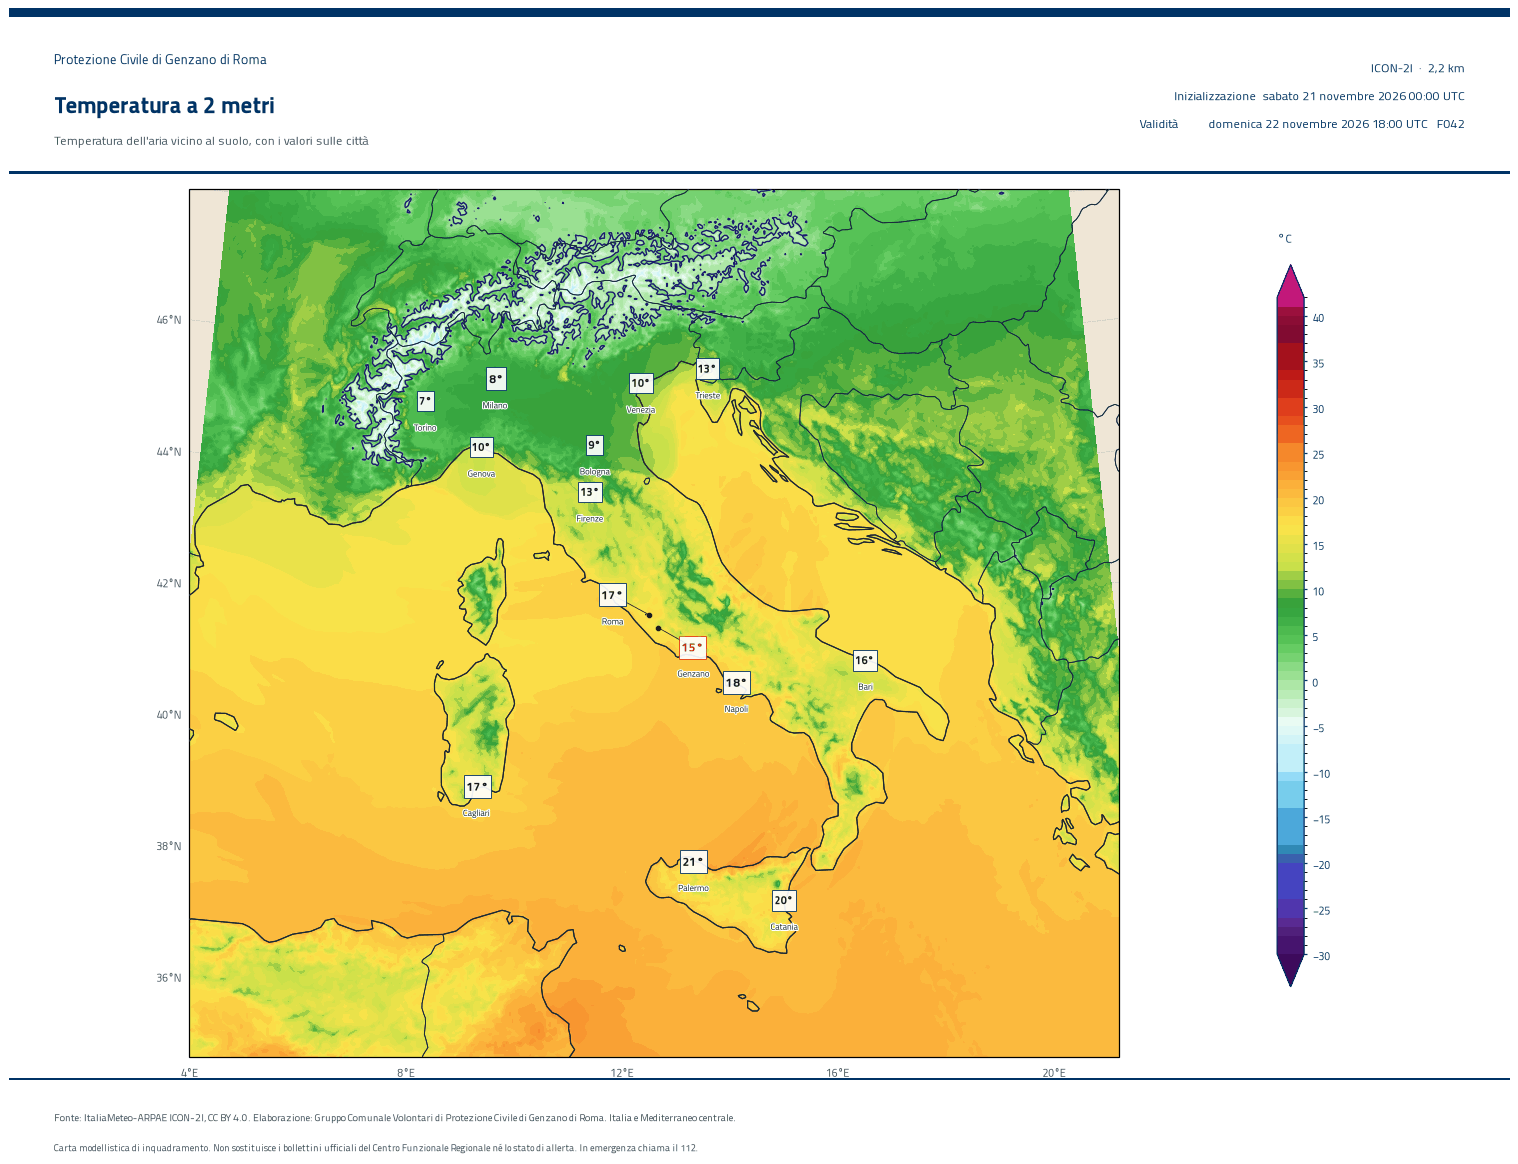 Protezione Civile di Genzano di Roma
Temperatura a 2 metri
Temperatura dell'aria vicino al suolo, con i valori sulle città
ICON-2I · 2,2 km
Inizializzazione sabato 21 novembre 2026 00:00 UTC
Validità domenica 22 novembre 2026 18:00 UTC F042
°C
40
35
30
25
20
15
10
5
0
−5
−10
−15
−20
−25
−30
46°N
44°N
42°N
40°N
38°N
36°N
4°E
8°E
12°E
16°E
20°E
7°
Torino
8°
Milano
10°
Venezia
13°
Trieste
10°
Genova
9°
Bologna
13°
Firenze
17°
Roma
15°
Genzano
18°
Napoli
16°
Bari
17°
Cagliari
21°
Palermo
20°
Catania
Fonte: ItaliaMeteo-ARPAE ICON-2I, CC BY 4.0. Elaborazione: Gruppo Comunale Volontari di Protezione Civile di Genzano di Roma. Italia e Mediterraneo centrale.
Carta modellistica di inquadramento. Non sostituisce i bollettini ufficiali del Centro Funzionale Regionale né lo stato di allerta. In emergenza chiama il 112.